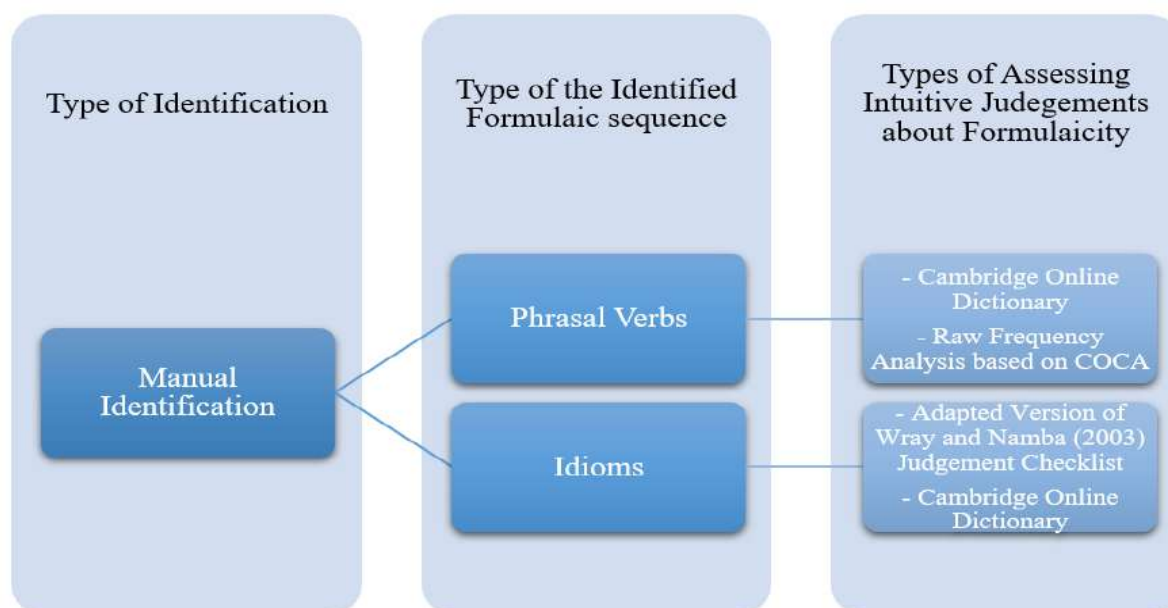 Type of Identification
Type of the Identified
Formulaic sequence
Types of Assessing
Intuitive Judegements
about Formulaicity
Manual
Identification
Phrasal Verbs
Idioms
- Cambridge Online
Dictionary
- Raw Frequency
Analysis based on COCA
- Adapted Version of
Wray and Namba (2003)
Judgement Checklist
- Cambridge Online
Dictionary